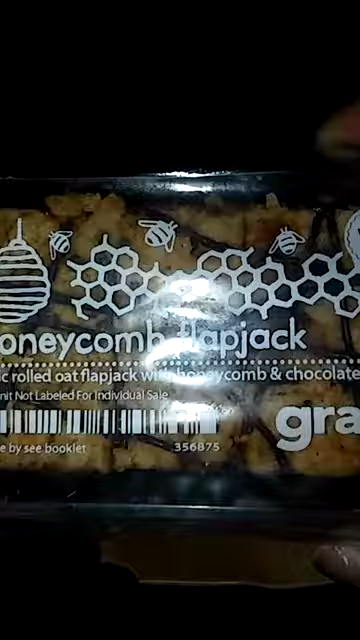 oneycomb flapjack
ic rolled oat flapjack with honeycomb & chocolate
nit Not Labeled For Individual Sale
gra
e by see booklet
356875